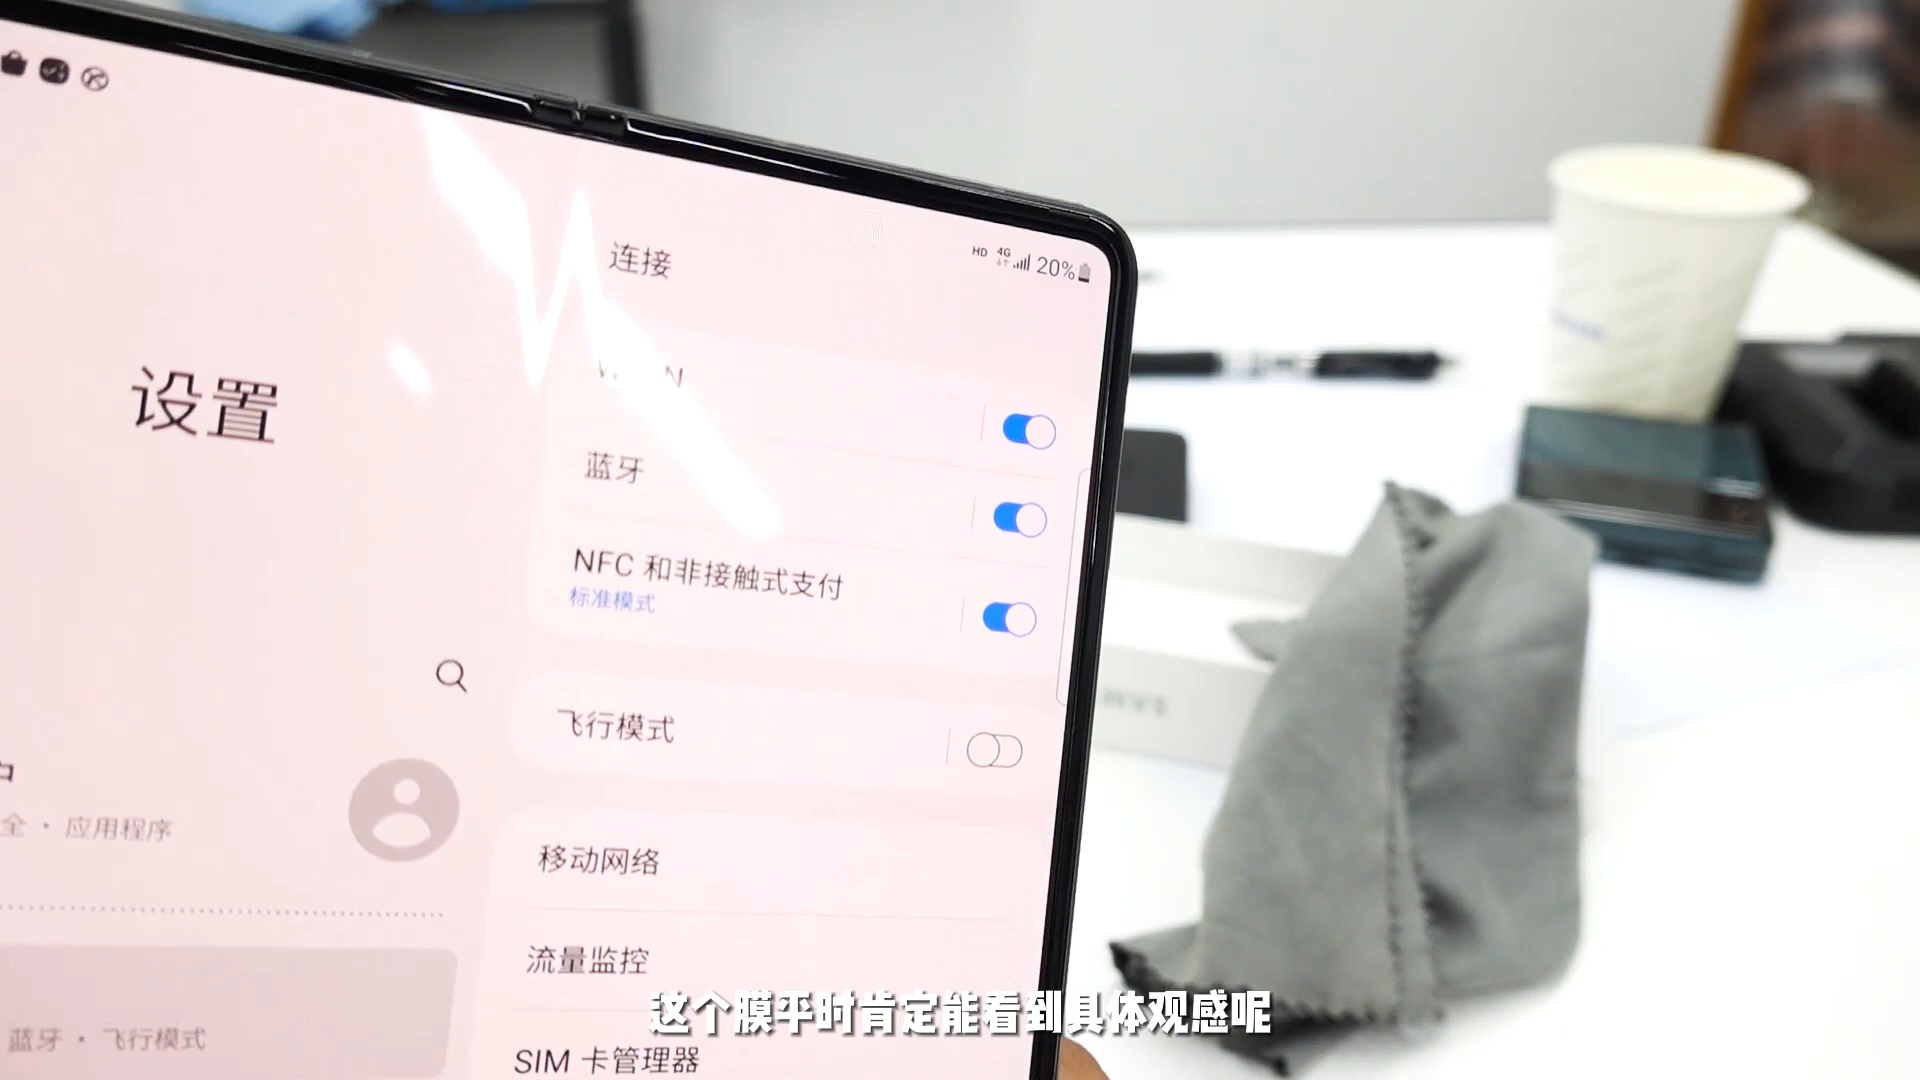 HD 4G 20%
连接
设置
WLAN
蓝牙
NFC 和非接触式支付
标准模式
飞行模式
全 · 应用程序
移动网络
流量监控
蓝牙 · 飞行模式
SIM 卡管理器
这个膜平时肯定能看到具体观感呢